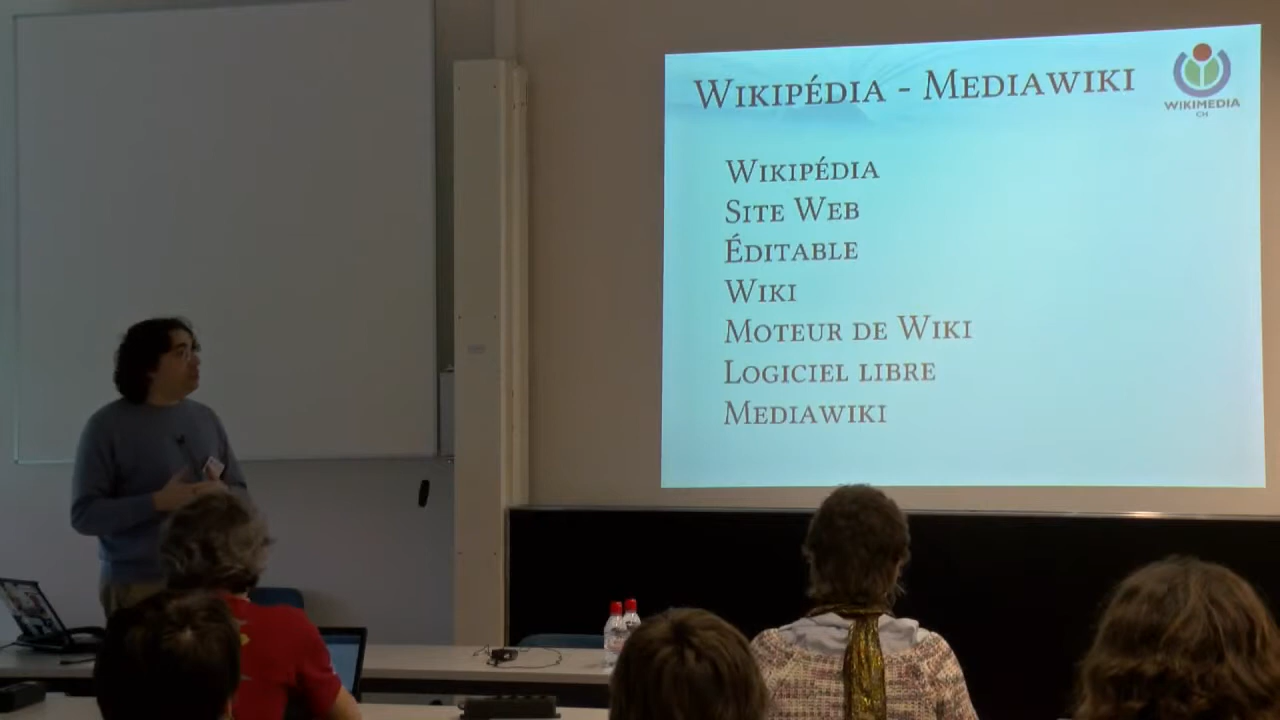 Wikipédia - Mediawiki
WIKIMEDIA
CH
Wikipédia
Site Web
Éditable
Wiki
Moteur de Wiki
Logiciel libre
Mediawiki